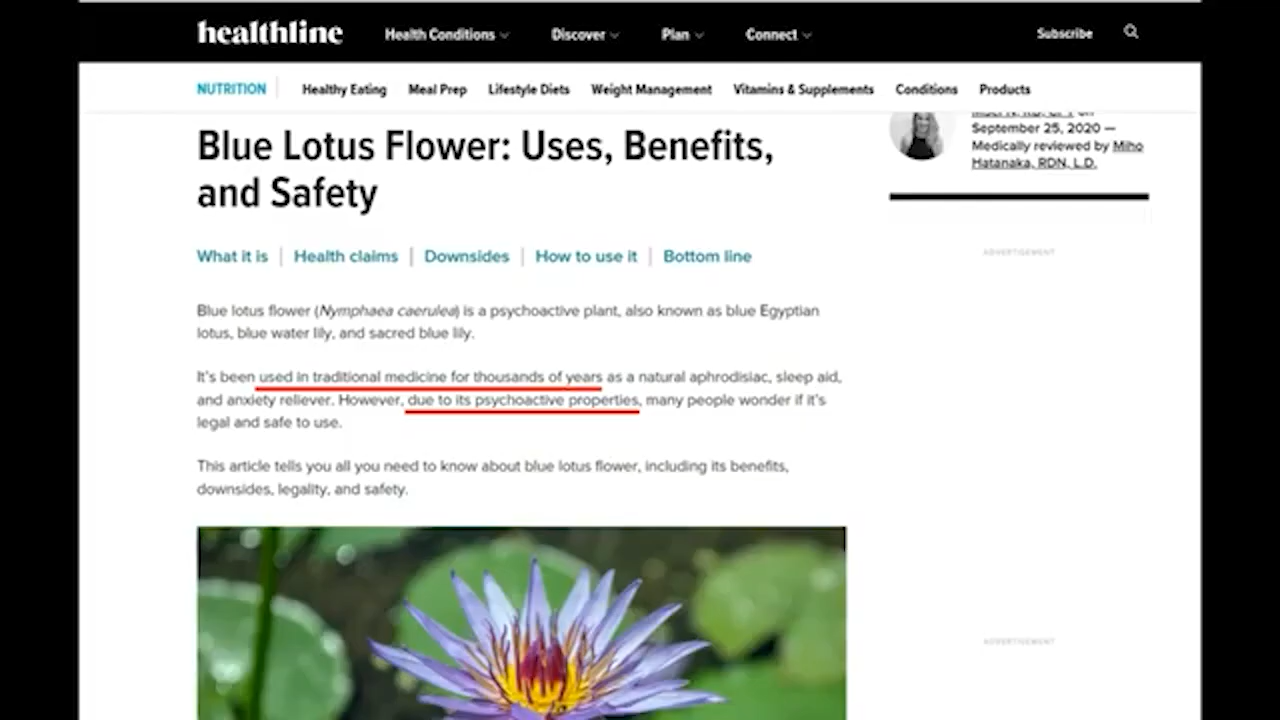 healthline
Health Conditions
Discover
Plan
Connect
Subscribe
NUTRITION
Healthy Eating
Meal Prep
Lifestyle Diets
Weight Management
Vitamins & Supplements
Conditions
Products
Blue Lotus Flower: Uses, Benefits,
and Safety
September 25, 2020 —
Medically reviewed by Miho
Hatanaka, RDN, L.D.
ADVERTISEMENT
What it is
Health claims
Downsides
How to use it
Bottom line
Blue lotus flower (Nymphaea caerulea) is a psychoactive plant, also known as blue Egyptian
lotus, blue water lily, and sacred blue lily.
It's been used in traditional medicine for thousands of years as a natural aphrodisiac, sleep aid,
and anxiety reliever. However, due to its psychoactive properties, many people wonder if it's
legal and safe to use.
This article tells you all you need to know about blue lotus flower, including its benefits,
downsides, legality, and safety.
ADVERTISEMENT